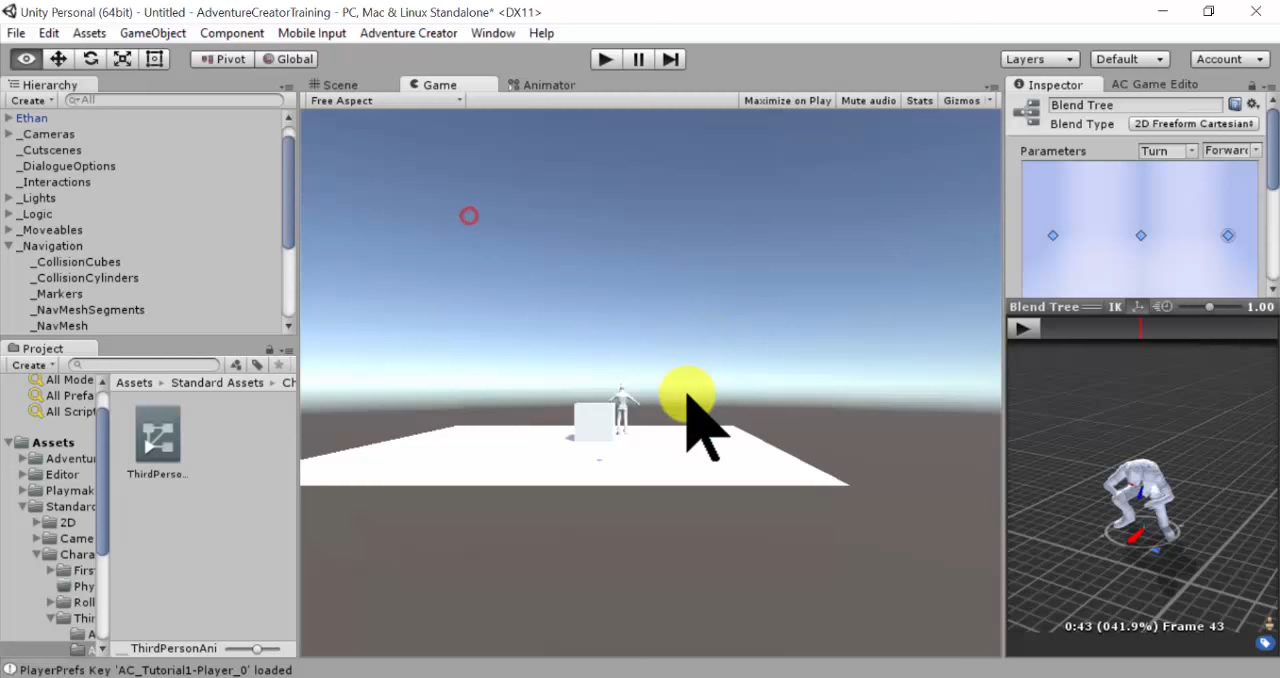 Unity Personal (64bit) - Untitled - AdventureCreatorTraining - PC, Mac & Linux Standalone* <DX11>
File Edit Assets GameObject Component Mobile Input Adventure Creator Window Help
Pivot Global Layers Default Account
Hierarchy Scene Game Animator Inspector AC Game Edito
Create All Free Aspect Maximize on Play Mute audio Stats Gizmos Blend Tree
Ethan
Blend Type 2D Freeform Cartesian
_Cameras
_Cutscenes
Parameters Turn Forwar
_DialogueOptions
_Interactions
_Lights
_Logic
_Moveables
_Navigation
_CollisionCubes
_CollisionCylinders
_Markers
_NavMeshSegments
Blend Tree IK 1.00
_NavMesh
Project
Create
All Mode
Assets Standard Assets Ch
All Prefa
All Script
Assets
Adventu
Editor
ThirdPerso...
Playmak
Standard
2D
Came
Chara
First
Phy
Roll
Thir
A
A
0:43 (041.9%) Frame 43
ThirdPersonAni
PlayerPrefs Key 'AC_Tutorial1-Player_0' loaded